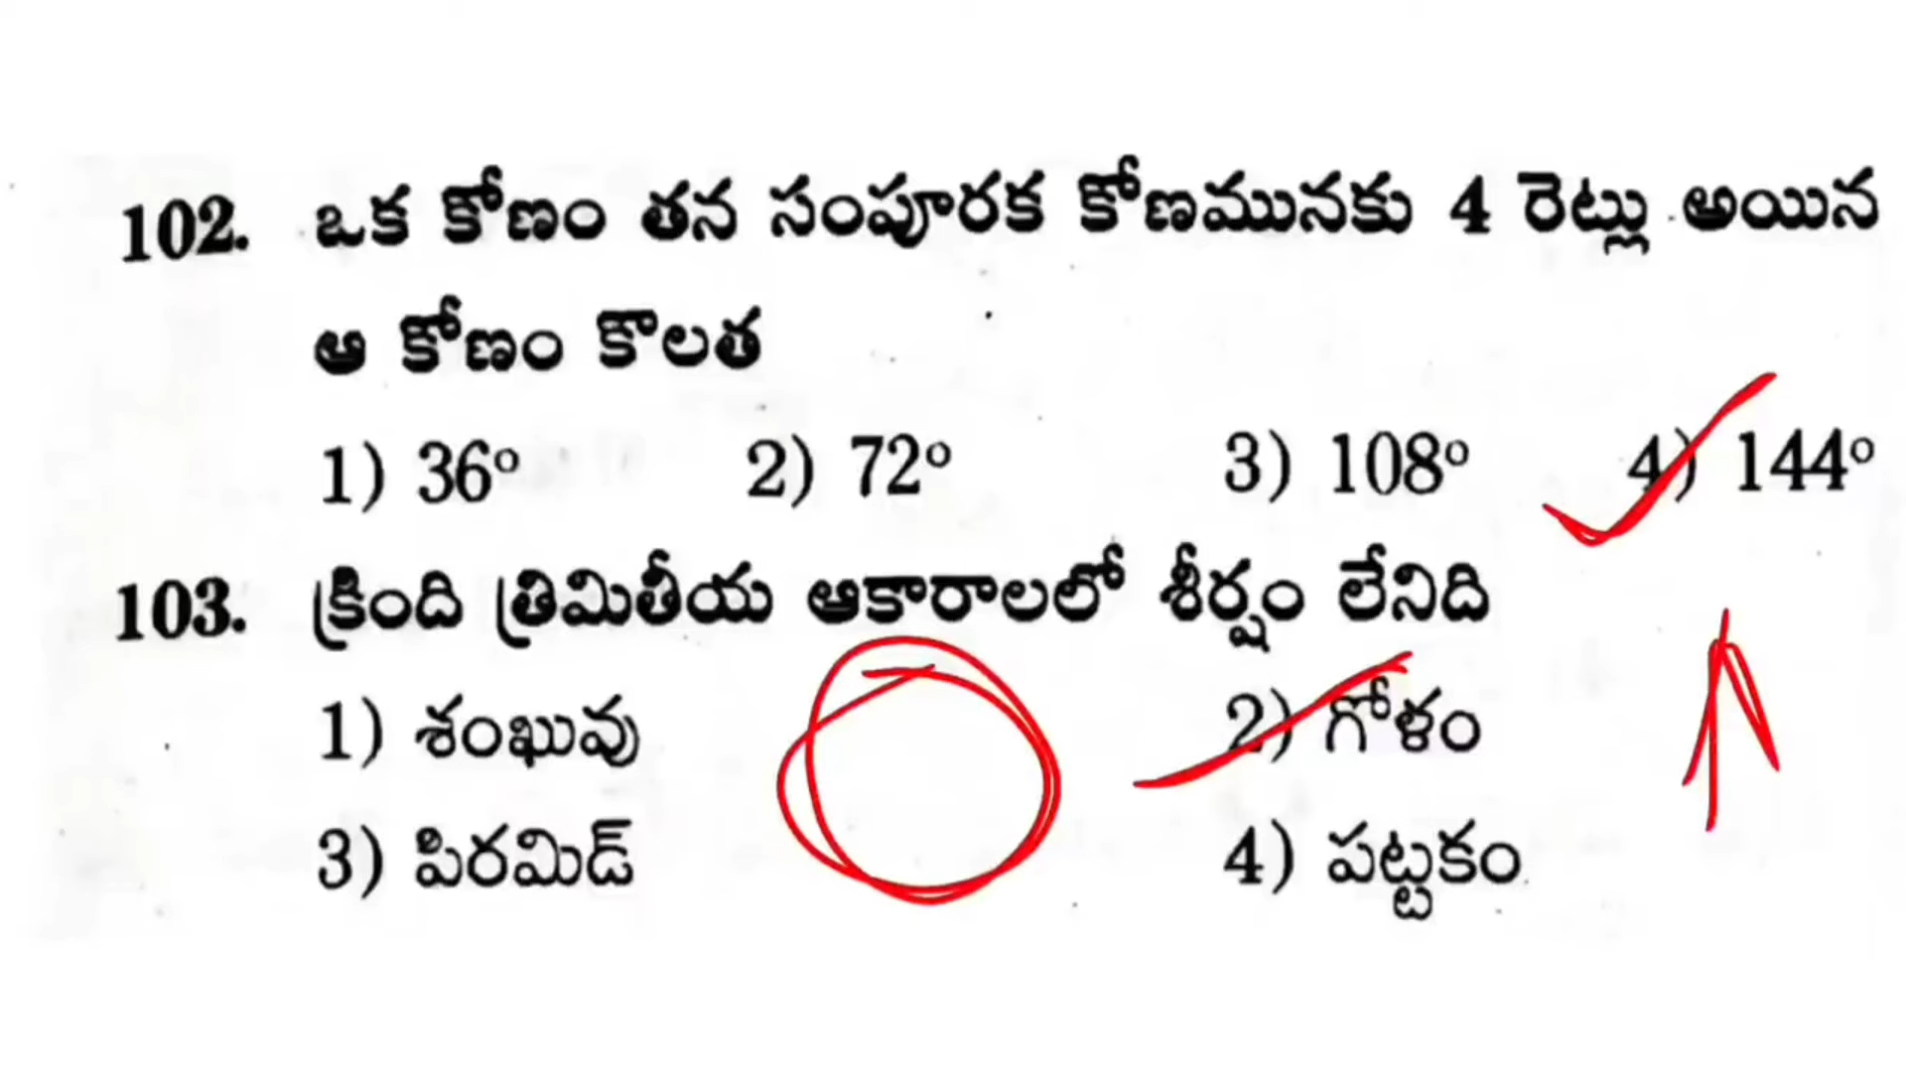 102. ఒక కోణం తన సంపూరక కోణమునకు 4 రెట్లు అయిన
ఆ కోణం కొలత
1) 36° 2) 72° 3) 108° 4) 144°
103. క్రింది త్రిమితీయ ఆకారాలలో శీర్షం లేనిది
1) శంఖువు 2) గోళం
3) పిరమిడ్ 4) పట్టకం